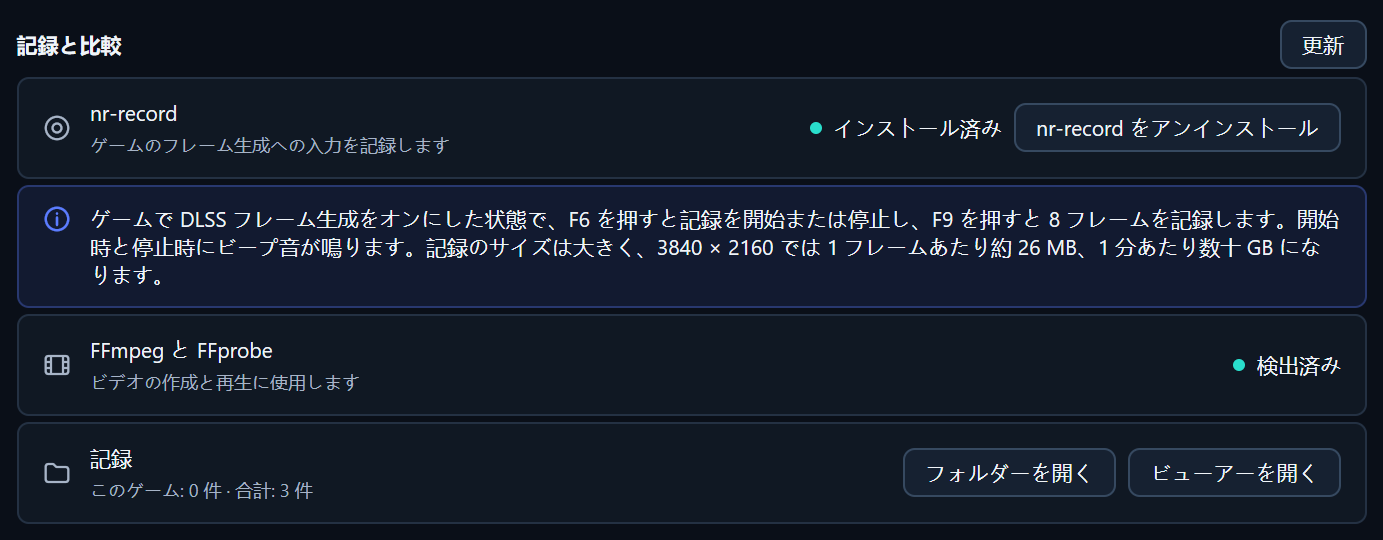 記録と比較
更新
nr-record
ゲームのフレーム生成への入力を記録します
インストール済み
nr-record をアンインストール
ゲームで DLSS フレーム生成をオンにした状態で、F6 を押すと記録を開始または停止し、F9 を押すと 8 フレームを記録します。開始
時と停止時にビープ音が鳴ります。記録のサイズは大きく、3840 × 2160 では 1 フレームあたり約 26 MB、1 分あたり数十 GB にな
ります。
FFmpeg と FFprobe
ビデオの作成と再生に使用します
検出済み
記録
このゲーム: 0 件 · 合計: 3 件
フォルダーを開く
ビューアーを開く